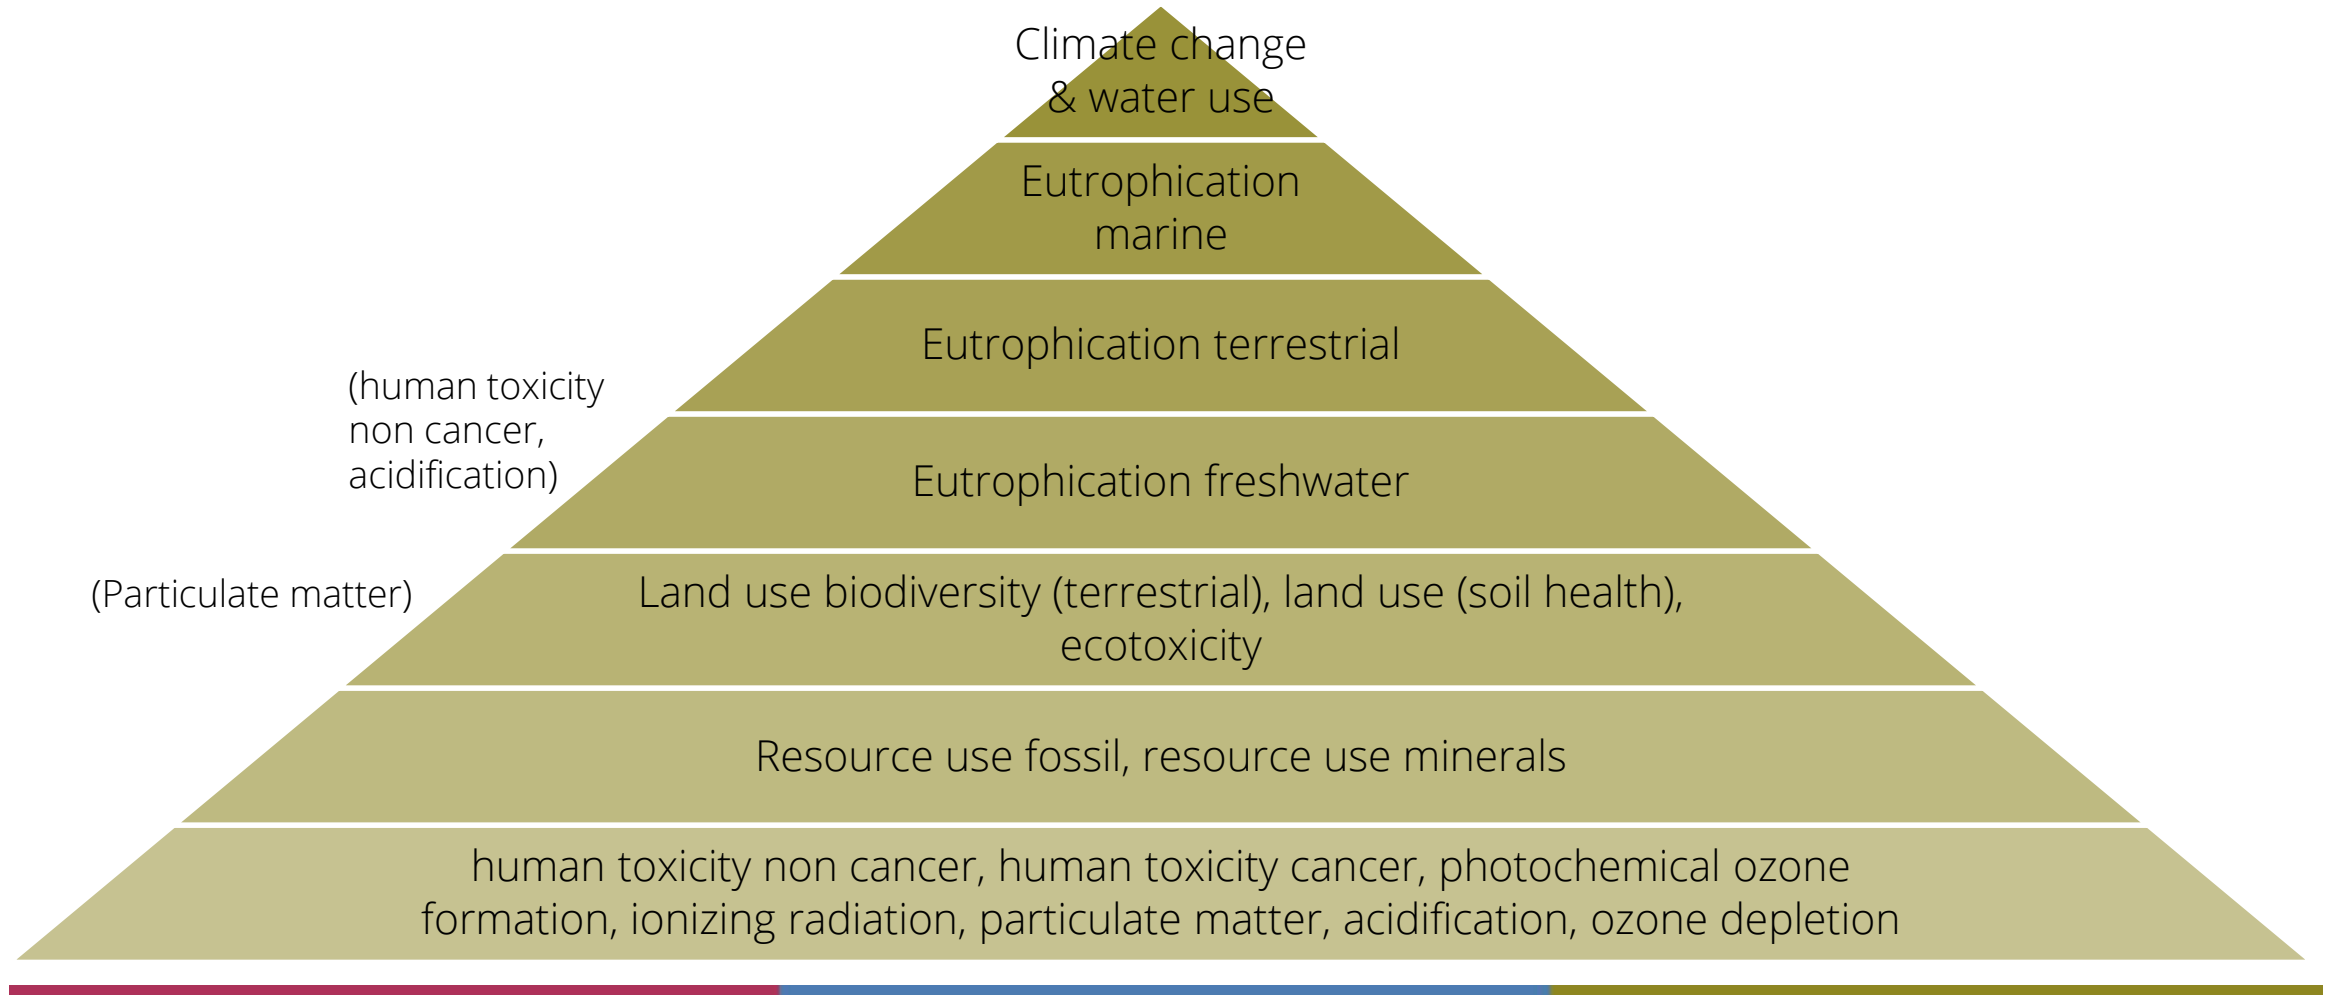 Climate change
& water use
Eutrophication
marine
Eutrophication terrestrial
(human toxicity
non cancer,
acidification)
Eutrophication freshwater
(Particulate matter)
Land use biodiversity (terrestrial), land use (soil health),
ecotoxicity
Resource use fossil, resource use minerals
human toxicity non cancer, human toxicity cancer, photochemical ozone
formation, ionizing radiation, particulate matter, acidification, ozone depletion